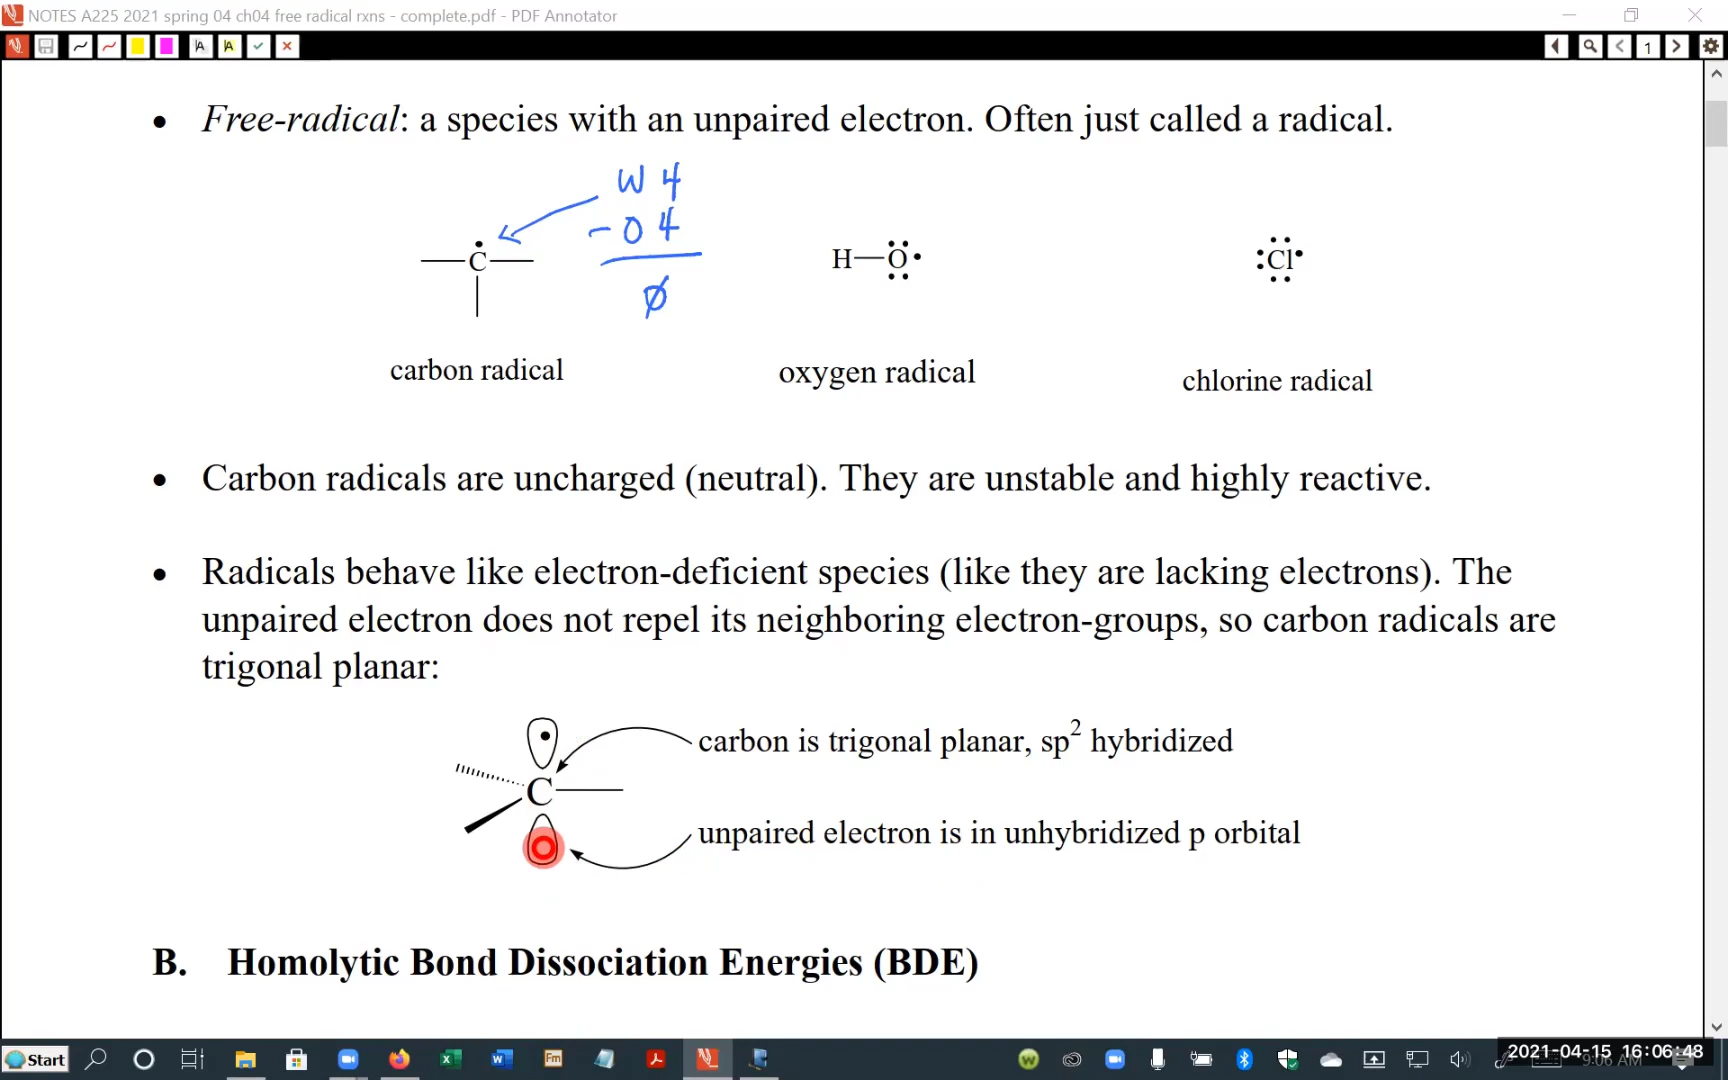 NOTES A225 2021 spring 04 ch04 free radical rxns - complete.pdf - PDF Annotator
A A 1
• Free-radical: a species with an unpaired electron. Often just called a radical.
W 4
- O 4
Ø
C
H—O
Cl
carbon radical oxygen radical chlorine radical
• Carbon radicals are uncharged (neutral). They are unstable and highly reactive.
• Radicals behave like electron-deficient species (like they are lacking electrons). The
unpaired electron does not repel its neighboring electron-groups, so carbon radicals are
trigonal planar:
carbon is trigonal planar, sp² hybridized
C
unpaired electron is in unhybridized p orbital
B. Homolytic Bond Dissociation Energies (BDE)
Start
Fm
2021-04-15 16:06:48
9:06 AM